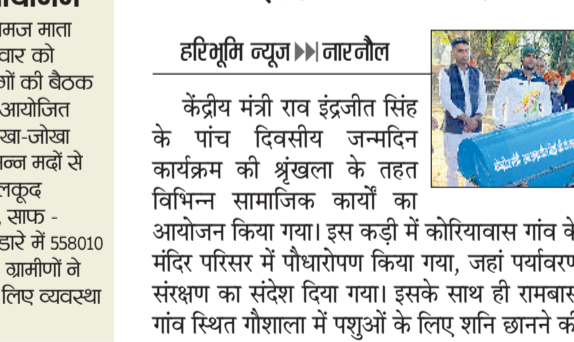 मज माता
वार को
गों की बैठक
आयोजित
खा-जोखा
न्न मदों से
लकूद
, साफ -
डारे में 558010
ग्रामीणों ने
लिए व्यवस्था
हरिभूमि न्यूज▶▶|नारनौल
केंद्रीय मंत्री राव इंद्रजीत सिंह
के पांच दिवसीय जन्मदिन
कार्यक्रम की श्रृंखला के तहत
विभिन्न सामाजिक कार्यों का
आयोजन किया गया। इस कड़ी में कोरियावास गांव के
मंदिर परिसर में पौधारोपण किया गया, जहां पर्यावरण
संरक्षण का संदेश दिया गया। इसके साथ ही रामबास
गांव स्थित गौशाला में पशुओं के लिए शनि छानने की